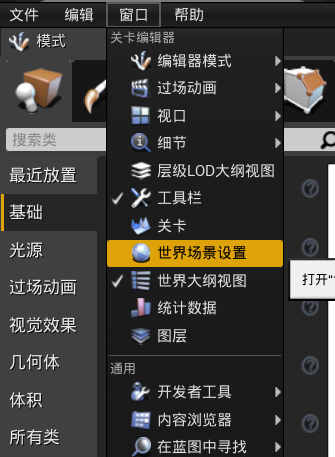 文件 编辑 窗口 帮助
模式
关卡编辑器
编辑器模式
过场动画
视口
细节
层级LOD大纲视图
工具栏
关卡
世界场景设置
世界大纲视图
统计数据
图层
通用
开发者工具
内容浏览器
在蓝图中寻找
搜索类
最近放置
基础
光源
过场动画
视觉效果
几何体
体积
所有类
打开“